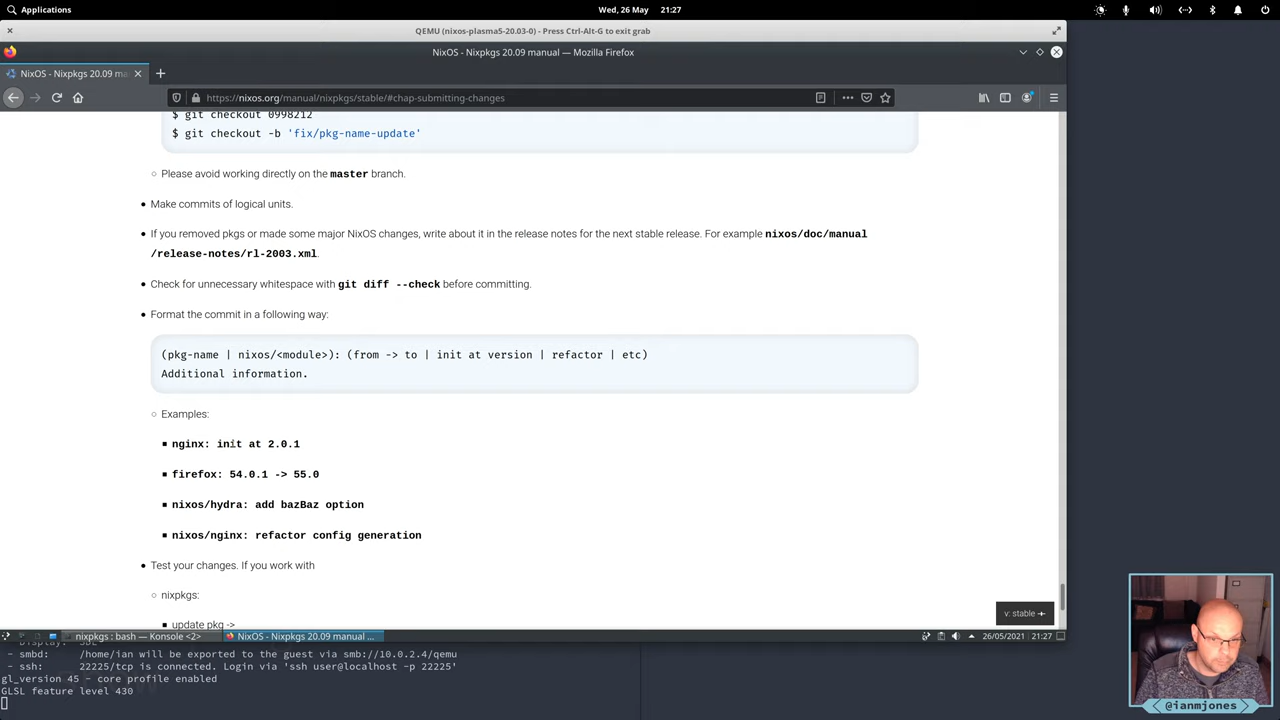 Applications
Wed, 26 May
21:27
QEMU (nixos-plasma5-20.03-0) - Press Ctrl-Alt-G to exit grab
NixOS - Nixpkgs 20.09 manual — Mozilla Firefox
NixOS - Nixpkgs 20.09 ma
https://nixos.org/manual/nixpkgs/stable/#chap-submitting-changes
$ git checkout 0998212
$ git checkout -b 'fix/pkg-name-update'
Please avoid working directly on the master branch.
Make commits of logical units.
If you removed pkgs or made some major NixOS changes, write about it in the release notes for the next stable release. For example nixos/doc/manual
/release-notes/rl-2003.xml.
Check for unnecessary whitespace with git diff --check before committing.
Format the commit in a following way:
(pkg-name | nixos/<module>): (from -> to | init at version | refactor | etc)
Additional information.
Examples:
nginx: init at 2.0.1
firefox: 54.0.1 -> 55.0
nixos/hydra: add bazBaz option
nixos/nginx: refactor config generation
Test your changes. If you work with
nixpkgs:
update pkg ->
v: stable
nixpkgs : bash — Konsole <2>
NixOS - Nixpkgs 20.09 manual ...
26/05/2021
21:27
- smbd: /home/ian will be exported to the guest via smb://10.0.2.4/qemu
- ssh: 22225/tcp is connected. Login via 'ssh user@localhost -p 22225'
gl_version 45 - core profile enabled
GLSL feature level 430
@ianmjones